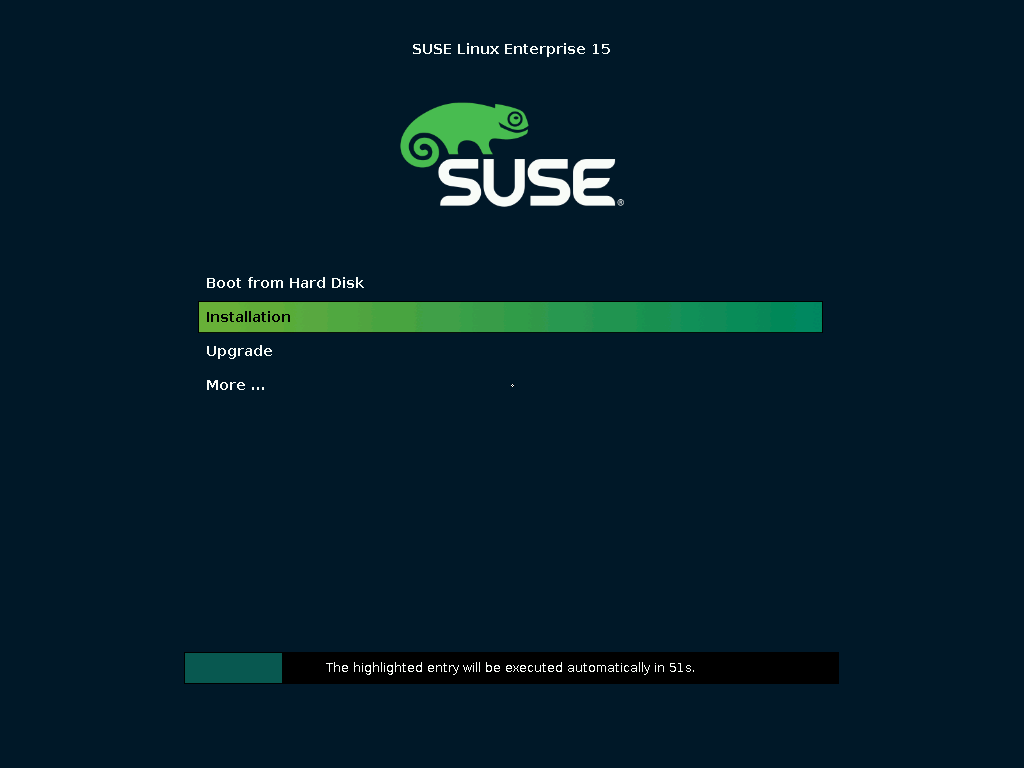 SUSE Linux Enterprise 15
SUSE®
Boot from Hard Disk
Installation
Upgrade
More ...
The highlighted entry will be executed automatically in 51s.